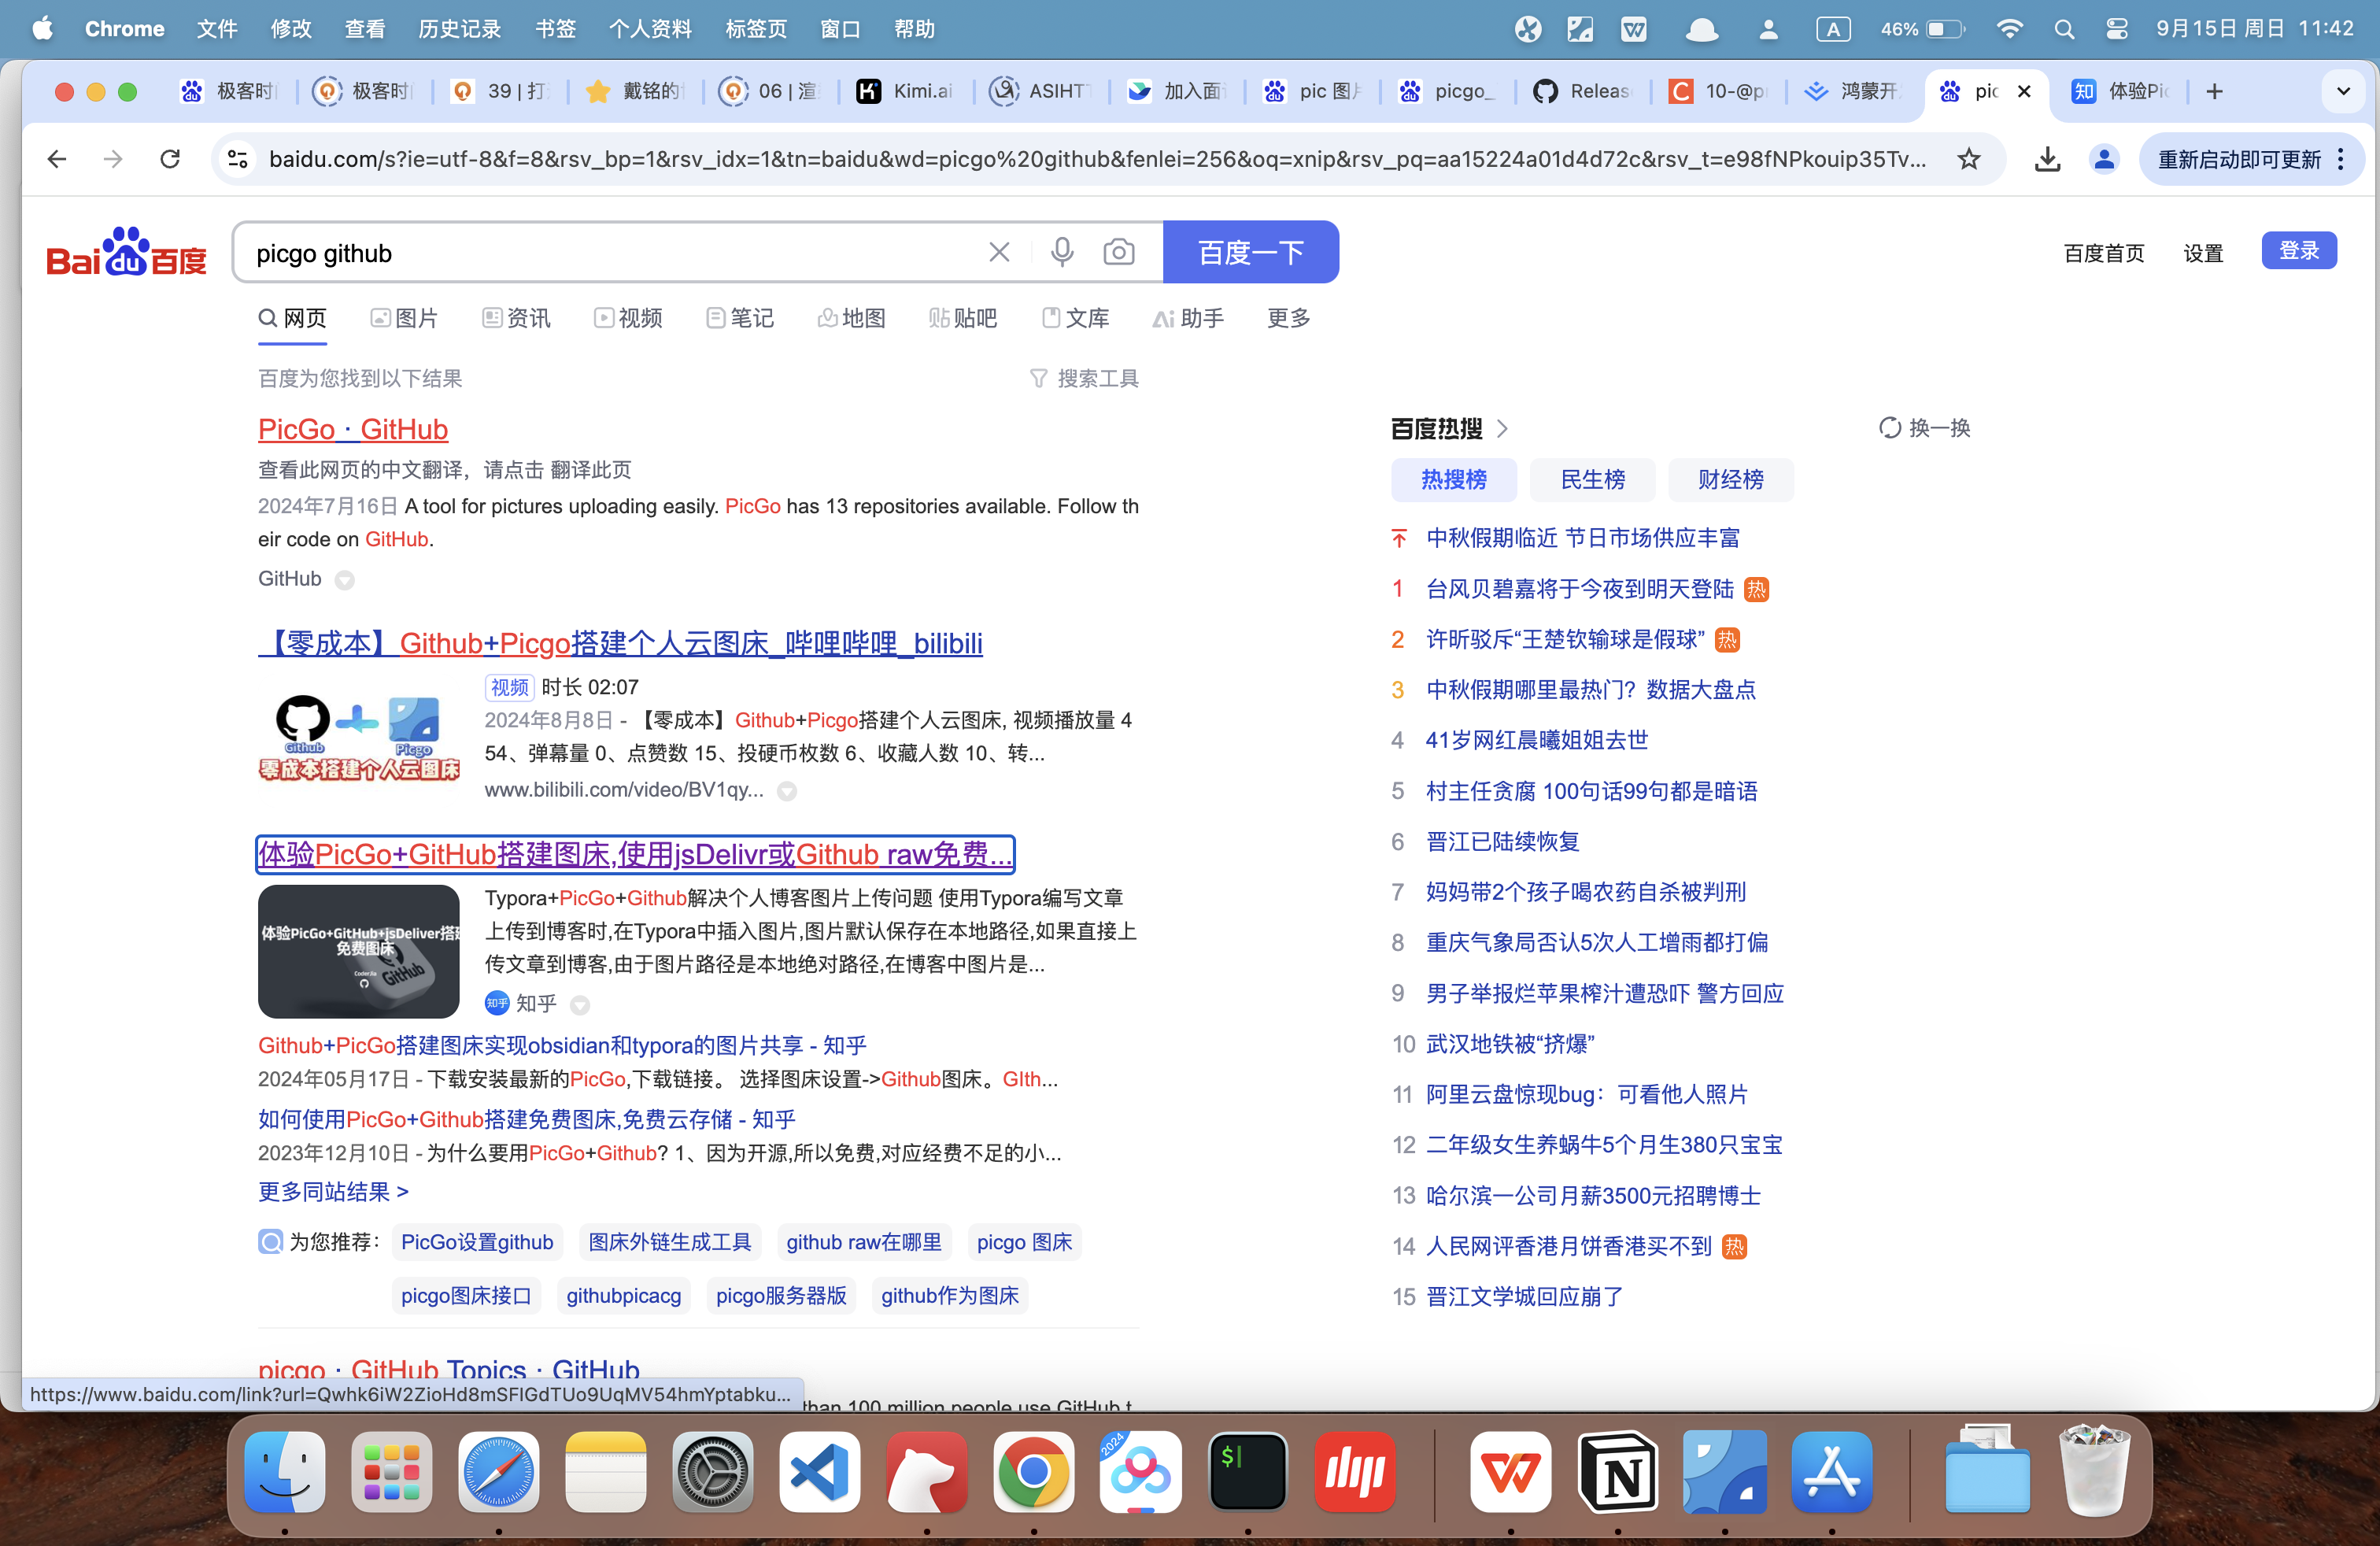 Chrome 文件 修改 查看 历史记录 书签 个人资料 标签页 窗口 帮助 A 46% 9月15日 周日 11:42
极客时 极客时 39 | 打 戴铭的 06 | 渲 Kimi.ai ASIHT 加入面 pic 图 picgo_ Releas 10-@p 鸿蒙开 pic 知 体验Pic
baidu.com/s?ie=utf-8&f=8&rsv_bp=1&rsv_idx=1&tn=baidu&wd=picgo%20github&fenlei=256&oq=xnip&rsv_pq=aa15224a01d4d72c&rsv_t=e98fNPkouip35Tv... 重新启动即可更新
Bai du 百度 picgo github 百度一下 百度首页 设置 登录
网页 图片 资讯 视频 笔记 地图 贴吧 文库 Ai 助手 更多
百度为您找到以下结果 搜索工具
PicGo · GitHub
查看此网页的中文翻译，请点击 翻译此页
2024年7月16日 A tool for pictures uploading easily. PicGo has 13 repositories available. Follow th
eir code on GitHub.
GitHub
【零成本】Github+Picgo搭建个人云图床_哔哩哔哩_bilibili
Github Picgo
零成本搭建个人云图床
视频 时长 02:07
2024年8月8日 - 【零成本】Github+Picgo搭建个人云图床, 视频播放量 4
54、弹幕量 0、点赞数 15、投硬币枚数 6、收藏人数 10、转...
www.bilibili.com/video/BV1qy...
体验PicGo+GitHub搭建图床,使用jsDelivr或Github raw免费...
体验PicGo+GitHub+jsDeliver搭建
免费图床
GitHub
Typora+PicGo+Github解决个人博客图片上传问题 使用Typora编写文章
上传到博客时,在Typora中插入图片,图片默认保存在本地路径,如果直接上
传文章到博客,由于图片路径是本地绝对路径,在博客中图片是...
知乎 知乎
Github+PicGo搭建图床实现obsidian和typora的图片共享 - 知乎
2024年05月17日 - 下载安装最新的PicGo,下载链接。 选择图床设置->Github图床。GIth...
如何使用PicGo+Github搭建免费图床,免费云存储 - 知乎
2023年12月10日 - 为什么要用PicGo+Github? 1、因为开源,所以免费,对应经费不足的小...
更多同站结果 >
为您推荐： PicGo设置github 图床外链生成工具 github raw在哪里 picgo 图床
picgo图床接口 githubpicacg picgo服务器版 github作为图床
picgo · GitHub Topics · GitHub
than 100 million people use GitHub t
https://www.baidu.com/link?url=Qwhk6iW2ZioHd8mSFIGdTUo9UqMV54hmYptabku...
百度热搜 换一换
热搜榜 民生榜 财经榜
中秋假期临近 节日市场供应丰富
1 台风贝碧嘉将于今夜到明天登陆 热
2 许昕驳斥“王楚钦输球是假球” 热
3 中秋假期哪里最热门？数据大盘点
4 41岁网红晨曦姐姐去世
5 村主任贪腐 100句话99句都是暗语
6 晋江已陆续恢复
7 妈妈带2个孩子喝农药自杀被判刑
8 重庆气象局否认5次人工增雨都打偏
9 男子举报烂苹果榨汁遭恐吓 警方回应
10 武汉地铁被“挤爆”
11 阿里云盘惊现bug：可看他人照片
12 二年级女生养蜗牛5个月生380只宝宝
13 哈尔滨一公司月薪3500元招聘博士
14 人民网评香港月饼香港买不到 热
15 晋江文学城回应崩了
2024
$